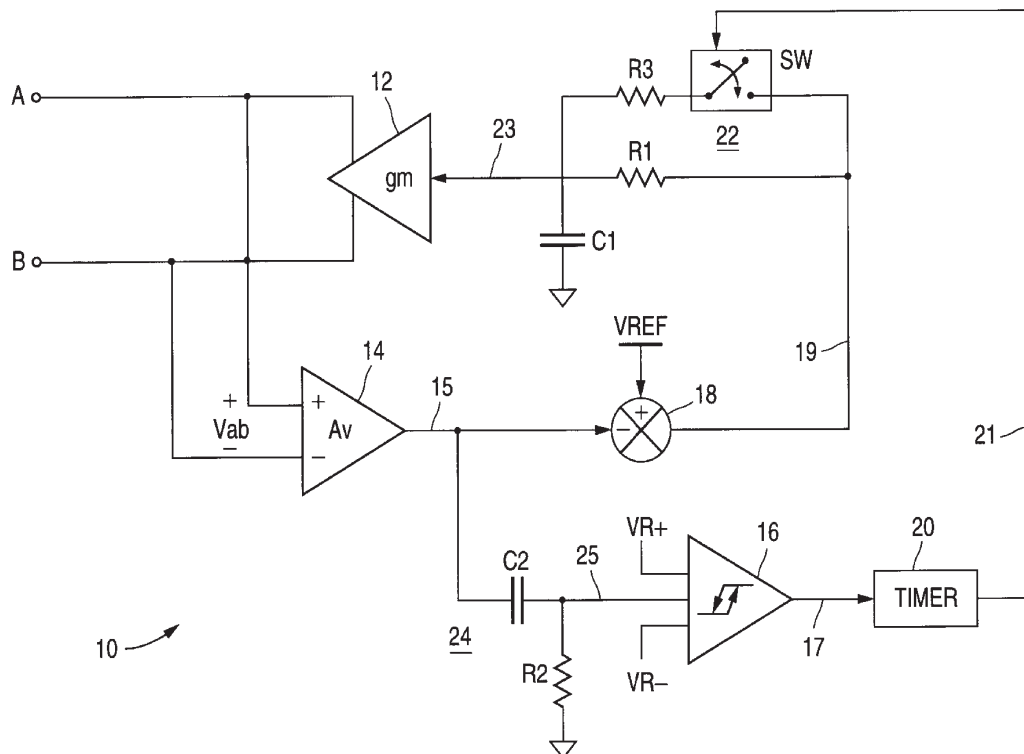 SW
A
12
R3
23
22
R1
gm
C1
B
VREF
19
14
15
18
+
+
+
Vab
Av
−
21
−
−
VR+
16
20
C2
25
TIMER
10
24
17
R2
VR−